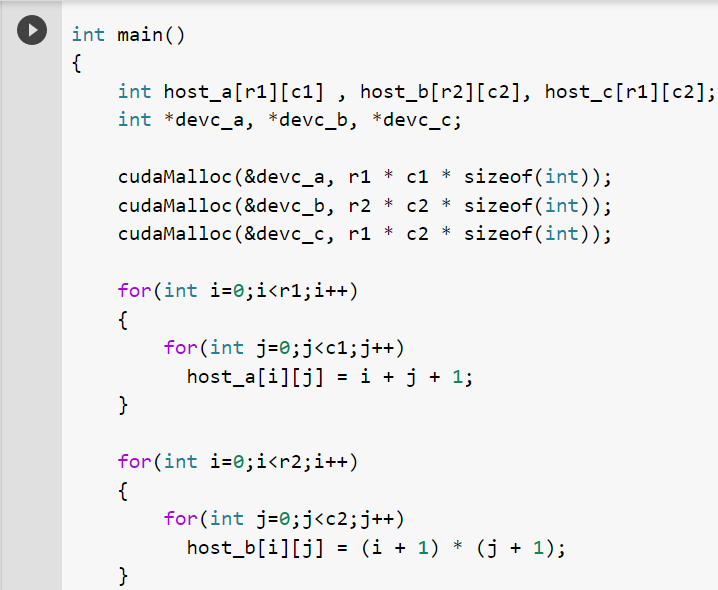 int main()
{
    int host_a[r1][c1] , host_b[r2][c2], host_c[r1][c2];
    int *devc_a, *devc_b, *devc_c;

    cudaMalloc(&devc_a, r1 * c1 * sizeof(int));
    cudaMalloc(&devc_b, r2 * c2 * sizeof(int));
    cudaMalloc(&devc_c, r1 * c2 * sizeof(int));

    for(int i=0;i<r1;i++)
    {
        for(int j=0;j<c1;j++)
          host_a[i][j] = i + j + 1;
    }

    for(int i=0;i<r2;i++)
    {
        for(int j=0;j<c2;j++)
          host_b[i][j] = (i + 1) * (j + 1);
    }